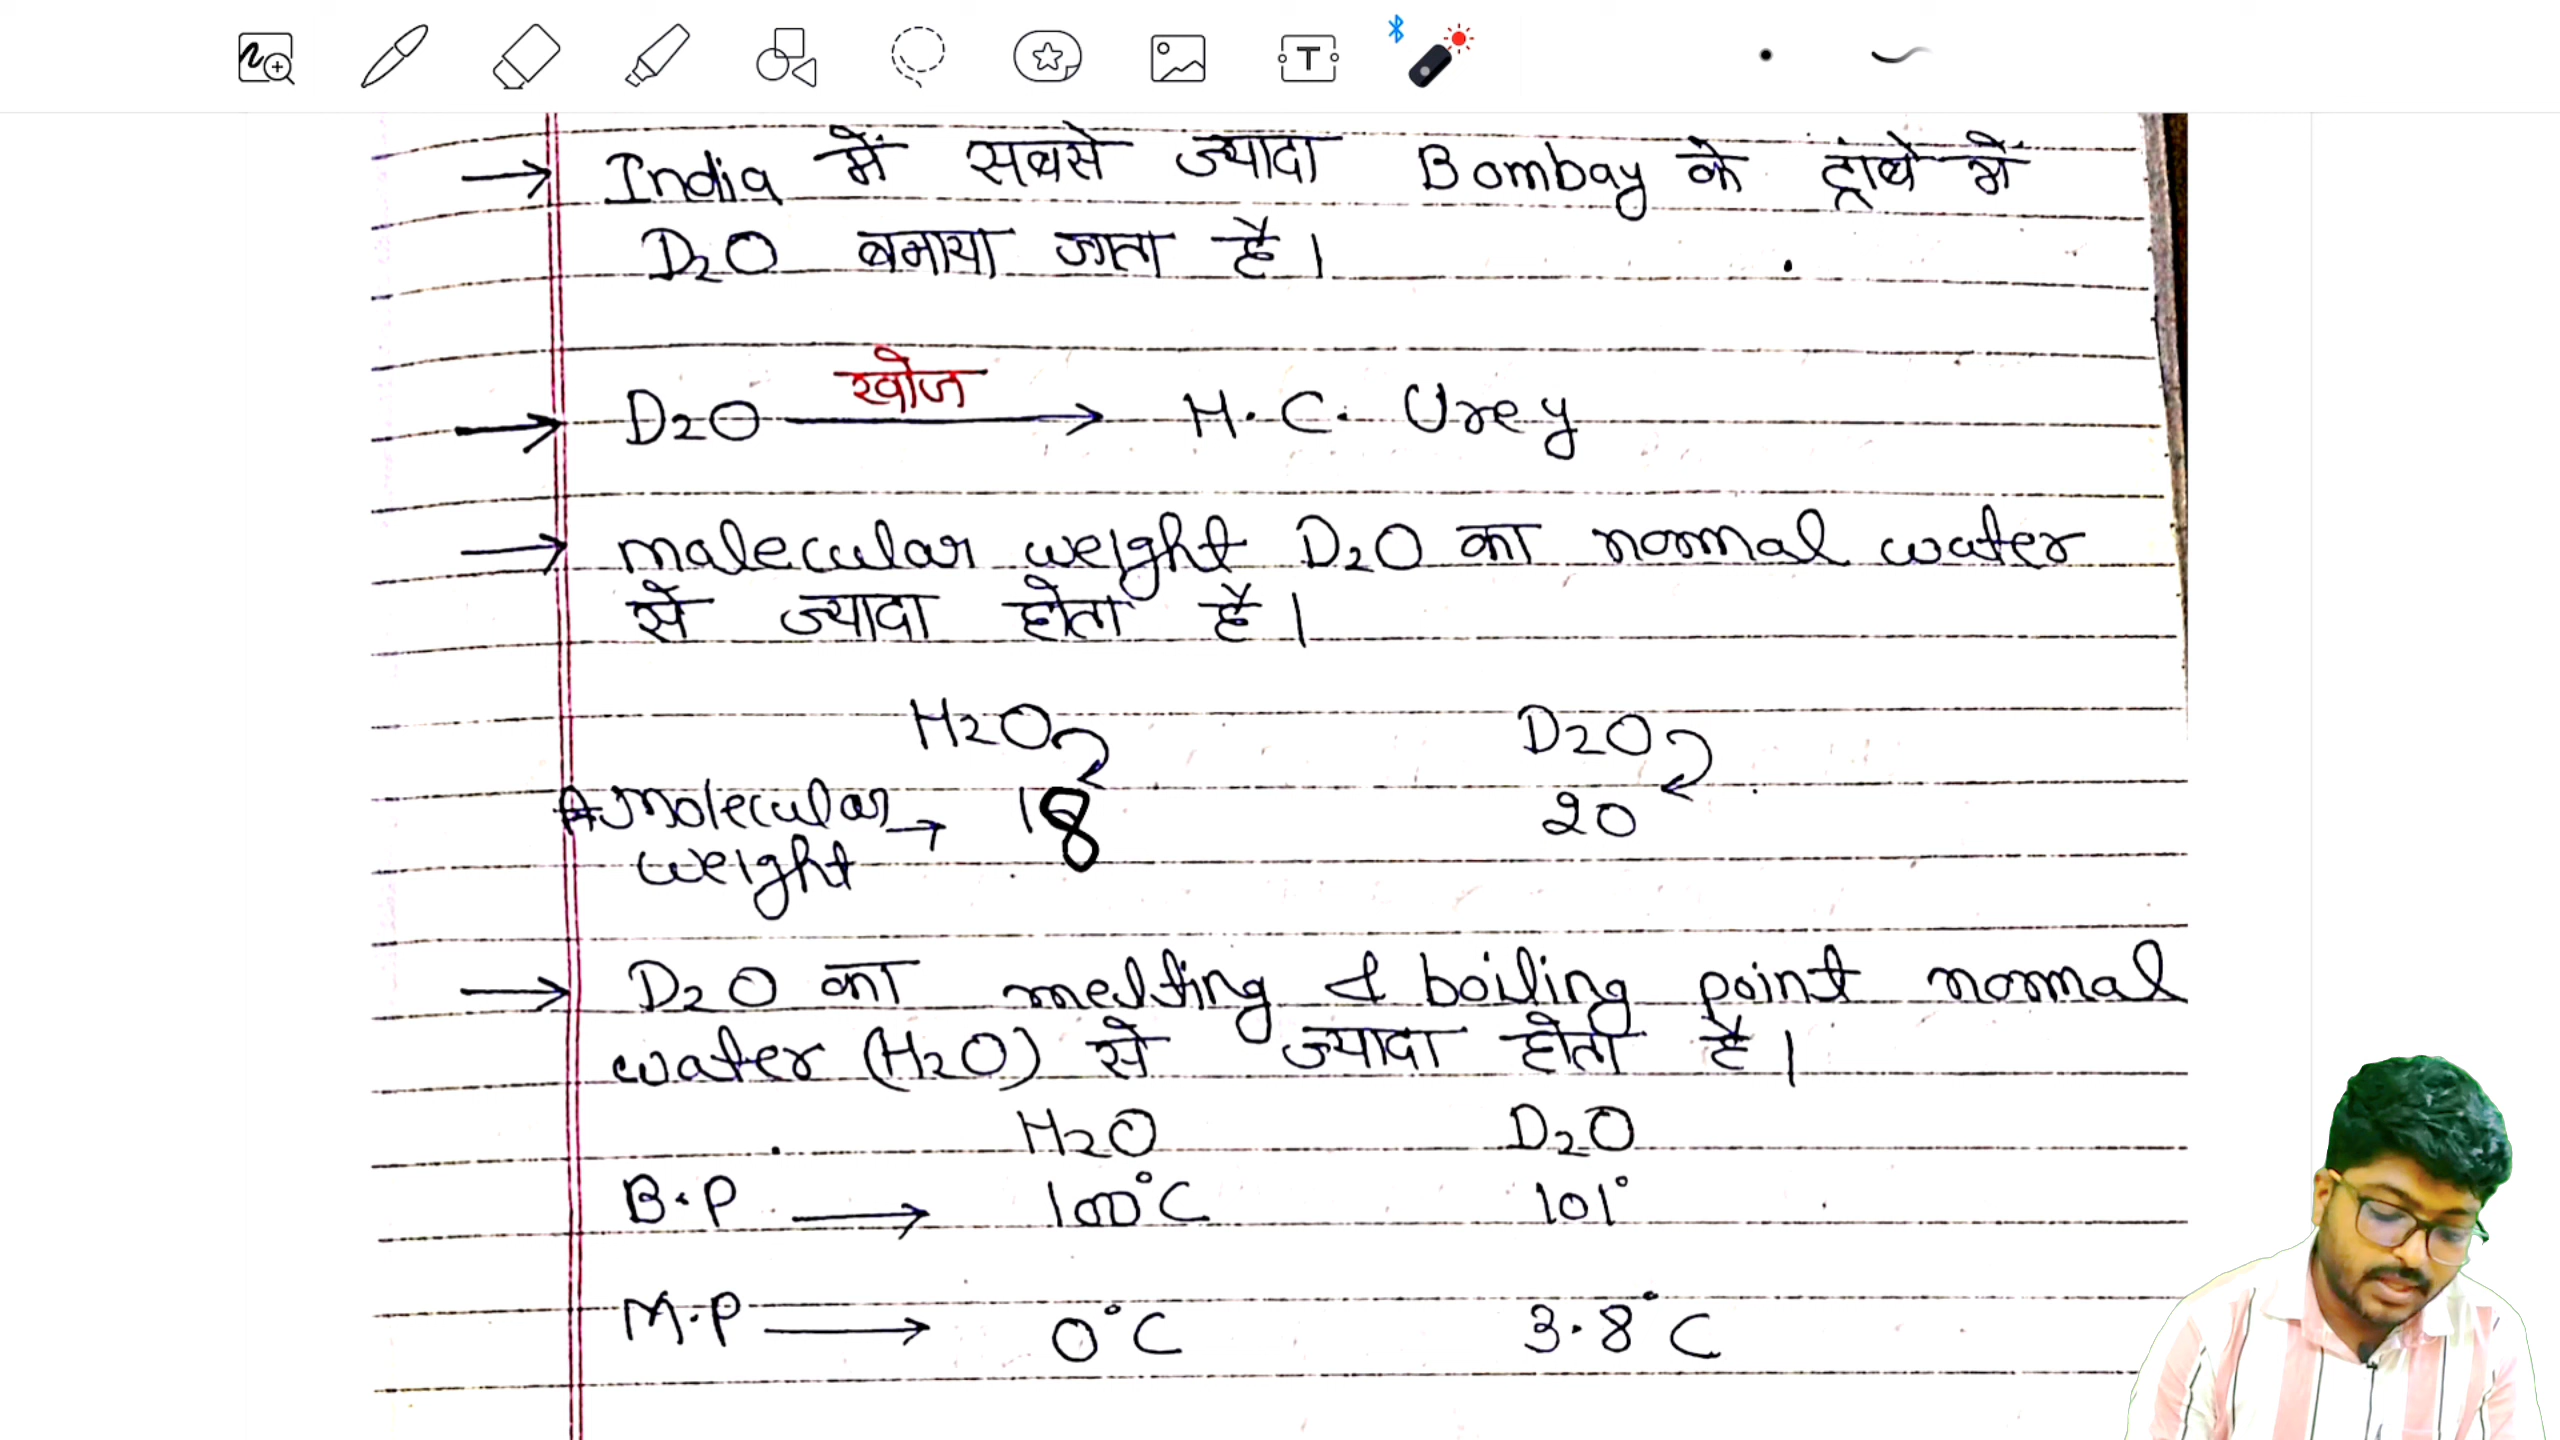 T
→ India में सबसे ज्यादा Bombay के ट्रांबे में
D2O बनाया जाता है।
खोज
→ D2O → H.C. Urey
→ malecular weight D2O का normal water
से ज्यादा होता है।
H2O D2O
molecular → 18 20
weight
→ D2O का melting & boiling point normal
water (H2O) से ज्यादा होता है।
H2O D2O
B.P → 100°C 101°
M.P → 0°C 3.8°C